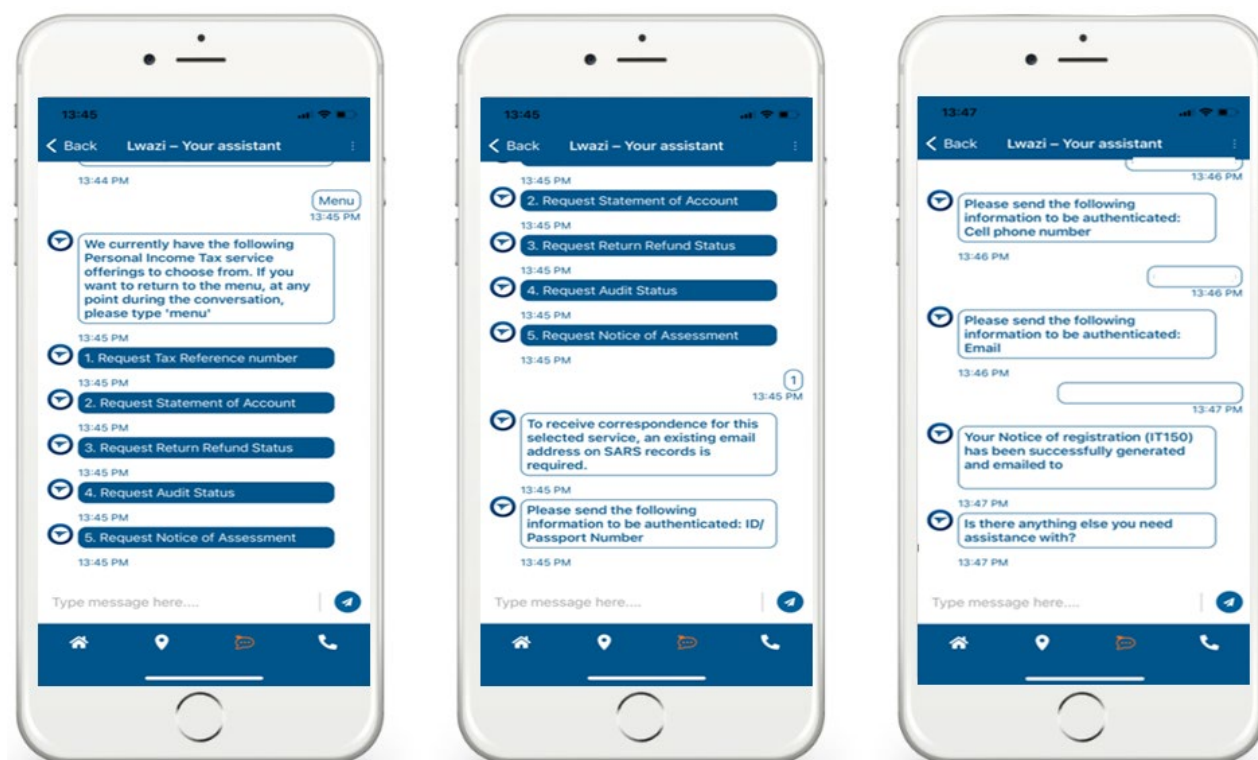 13:45
Back
Lwazi – Your assistant
13:44 PM
Menu
13:45 PM
We currently have the following
Personal Income Tax service
offerings to choose from. If you
want to return to the menu, at any
point during the conversation,
please type 'menu'
13:45 PM
1. Request Tax Reference number
13:45 PM
2. Request Statement of Account
13:45 PM
3. Request Return Refund Status
13:45 PM
4. Request Audit Status
13:45 PM
5. Request Notice of Assessment
13:45 PM
Type message here....
13:45
Back
Lwazi – Your assistant
13:45 PM
2. Request Statement of Account
13:45 PM
3. Request Return Refund Status
13:45 PM
4. Request Audit Status
13:45 PM
5. Request Notice of Assessment
13:45 PM
1
13:45 PM
To receive correspondence for this
selected service, an existing email
address on SARS records is
required.
13:45 PM
Please send the following
information to be authenticated: ID/
Passport Number
13:45 PM
Type message here....
13:47
Back
Lwazi – Your assistant
13:46 PM
Please send the following
information to be authenticated:
Cell phone number
13:46 PM
13:46 PM
Please send the following
information to be authenticated:
Email
13:46 PM
13:47 PM
Your Notice of registration (IT150)
has been successfully generated
and emailed to
13:47 PM
Is there anything else you need
assistance with?
13:47 PM
Type message here....